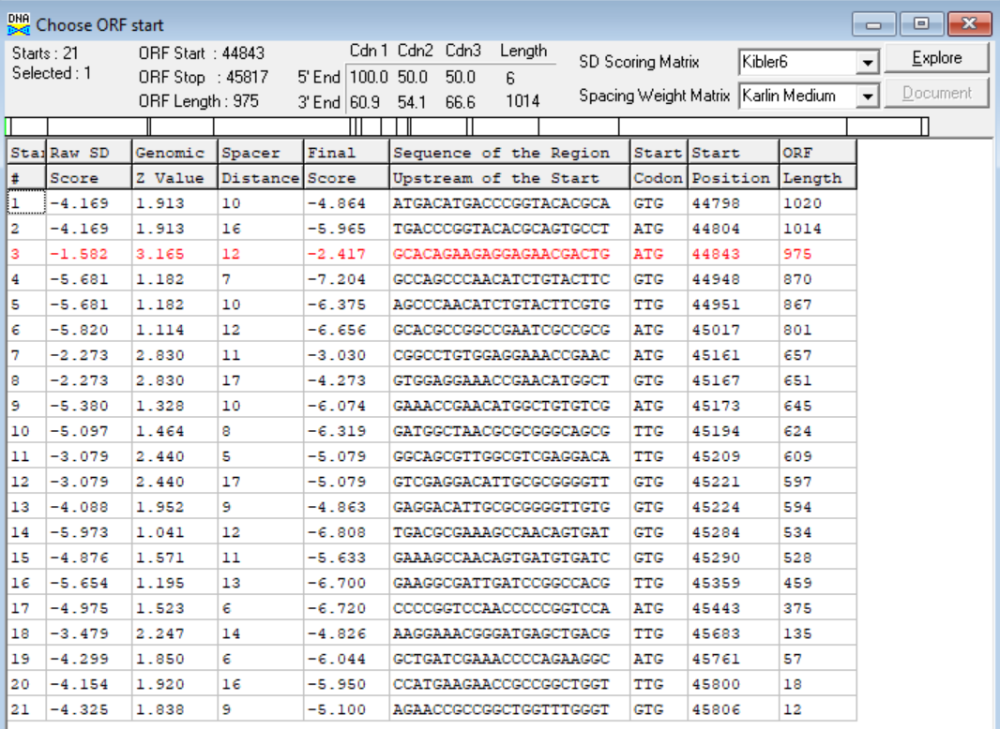 DNA Choose ORF start
Starts : 21 ORF Start : 44843 Cdn 1 Cdn2 Cdn3 Length SD Scoring Matrix Kibler6 Explore
Selected : 1 ORF Stop : 45817 5' End 100.0 50.0 50.0 6
ORF Length : 975 3' End 60.9 54.1 66.6 1014 Spacing Weight Matrix Karlin Medium Document
Star Raw SD Genomic Spacer Final Sequence of the Region Start Start ORF
# Score Z Value Distance Score Upstream of the Start Codon Position Length
1 -4.169 1.913 10 -4.864 ATGACATGACCCGGTACACGCA GTG 44798 1020
2 -4.169 1.913 16 -5.965 TGACCCGGTACACGCAGTGCCT ATG 44804 1014
3 -1.582 3.165 12 -2.417 GCACAGAAGAGGAGAACGACTG ATG 44843 975
4 -5.681 1.182 7 -7.204 GCCAGCCCAACATCTGTACTTC GTG 44948 870
5 -5.681 1.182 10 -6.375 AGCCCAACATCTGTACTTCGTG TTG 44951 867
6 -5.820 1.114 12 -6.656 GCACGCCGGCCGAATCGCCGCG ATG 45017 801
7 -2.273 2.830 11 -3.030 CGGCCTGTGGAGGAAACCGAAC ATG 45161 657
8 -2.273 2.830 17 -4.273 GTGGAGGAAACCGAACATGGCT GTG 45167 651
9 -5.380 1.328 10 -6.074 GAAACCGAACATGGCTGTGTCG ATG 45173 645
10 -5.097 1.464 8 -6.319 GATGGCTAACGCGCGGGCAGCG TTG 45194 624
11 -3.079 2.440 5 -5.079 GGCAGCGTTGGCGTCGAGGACA TTG 45209 609
12 -3.079 2.440 17 -5.079 GTCGAGGACATTGCGCGGGGTT GTG 45221 597
13 -4.088 1.952 9 -4.863 GAGGACATTGCGCGGGGTTGTG GTG 45224 594
14 -5.973 1.041 12 -6.808 TGACGCGAAAGCCAACAGTGAT GTG 45284 534
15 -4.876 1.571 11 -5.633 GAAAGCCAACAGTGATGTGATC GTG 45290 528
16 -5.654 1.195 13 -6.700 GAAGGCGATTGATCCGGCCACG TTG 45359 459
17 -4.975 1.523 6 -6.720 CCCCGGTCCAACCCCCGGTCCA ATG 45443 375
18 -3.479 2.247 14 -4.826 AAGGAAACGGGATGAGCTGACG TTG 45683 135
19 -4.299 1.850 6 -6.044 GCTGATCGAAACCCCAGAAGGC ATG 45761 57
20 -4.154 1.920 16 -5.950 CCATGAAGAACCGCCGGCTGGT TTG 45800 18
21 -4.325 1.838 9 -5.100 AGAACCGCCGGCTGGTTTGGGT GTG 45806 12